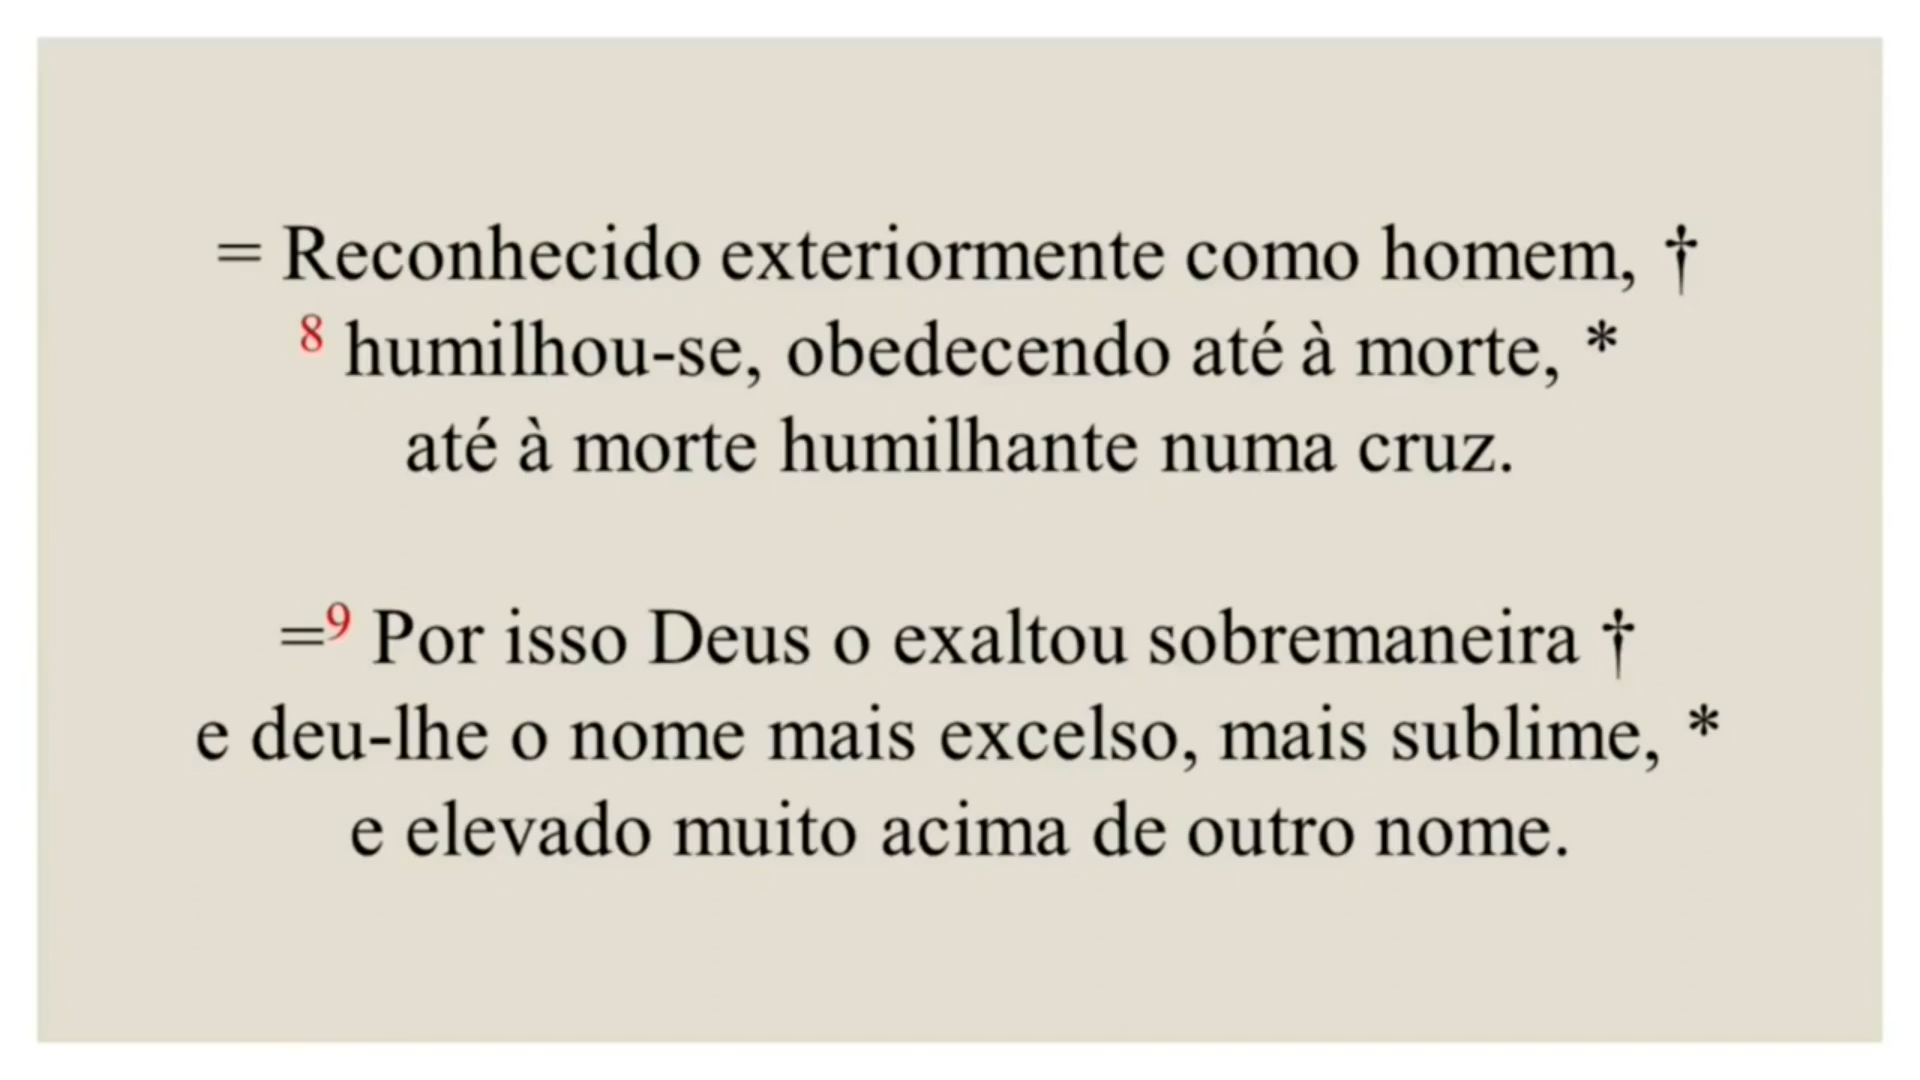 = Reconhecido exteriormente como homem, †
8 humilhou-se, obedecendo até à morte, *
até à morte humilhante numa cruz.
=9 Por isso Deus o exaltou sobremaneira †
e deu-lhe o nome mais excelso, mais sublime, *
e elevado muito acima de outro nome.